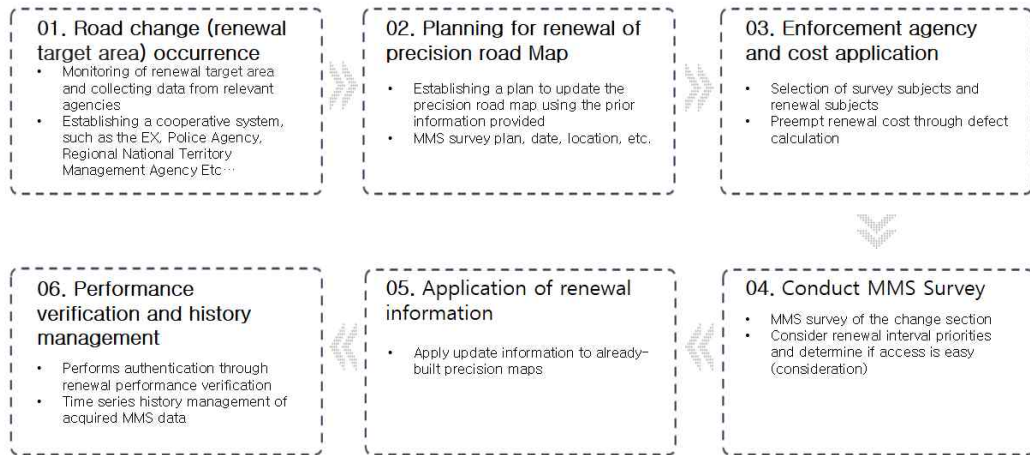 01. Road change (renewal
target area) occurrence
• Monitoring of renewal target area
and collecting data from relevant
agencies
• Establishing a cooperative system,
such as the EX, Police Agency,
Regional National Territory
Management Agency Etc…
02. Planning for renewal of
precision road Map
• Establishing a plan to update the
precision road map using the prior
information provided
• MMS survey plan, date, location, etc.
03. Enforcement agency
and cost application
• Selection of survey subjects and
renewal subjects
• Preempt renewal cost through defect
calculation
04. Conduct MMS Survey
• MMS survey of the change section
• Consider renewal interval priorities
and determine if access is easy
(consideration)
05. Application of renewal
information
• Apply update information to already-
built precision maps
06. Performance
verification and history
management
• Performs authentication through
renewal performance verification
• Time series history management of
acquired MMS data